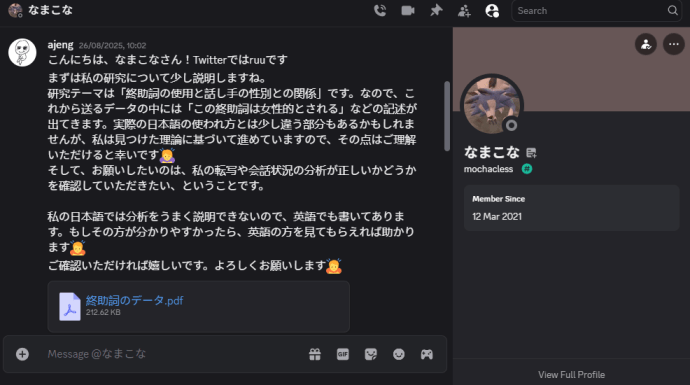 なまこな
Search
ajeng 26/08/2025, 10:02
こんにちは、なまこなさん！Twitterではruuです
まずは私の研究について少し説明しますね。
研究テーマは「終助詞の使用と話し手の性別との関係」です。なので、こ
れから送るデータの中には「この終助詞は女性的とされる」などの記述が
出てきます。実際の日本語の使われ方とは少し違う部分もあるかもしれま
せんが、私は見つけた理論に基づいて進めていますので、その点はご理解
いただけると幸いです🙇‍♀️
そして、お願いしたいのは、私の転写や会話状況の分析が正しいかどうか
を確認していただきたい、ということです。
私の日本語では分析をうまく説明できないので、英語でも書いてありま
す。もしその方が分かりやすかったら、英語の方を見てもらえれば助かり
ます🙇
ご確認いただければ嬉しいです。よろしくお願いします🙇
終助詞のデータ.pdf
212.62 KB
Message @なまこな
GIF
なまこな
mochacless #
Member Since
12 Mar 2021
View Full Profile